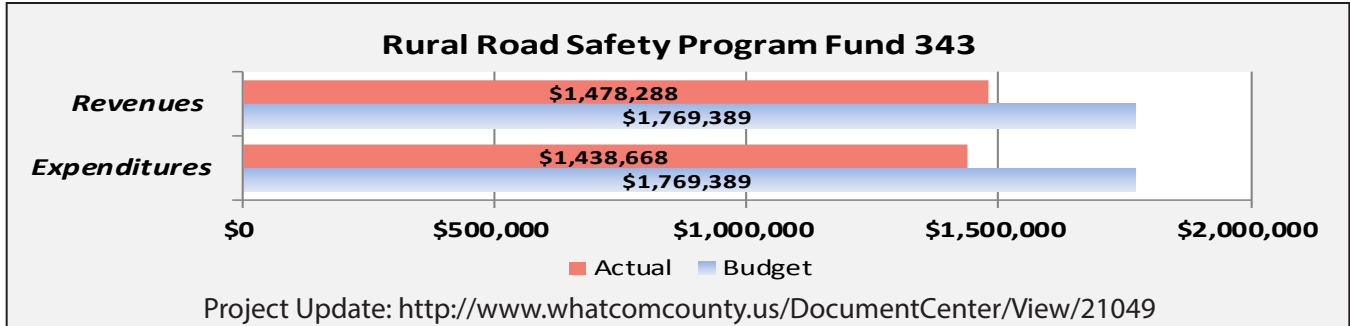 Rural Road Safety Program Fund 343
Revenues
$1,478,288
$1,769,389
Expenditures
$1,438,668
$1,769,389
$0 $500,000 $1,000,000 $1,500,000 $2,000,000
Actual Budget
Project Update: http://www.whatcomcounty.us/DocumentCenter/View/21049